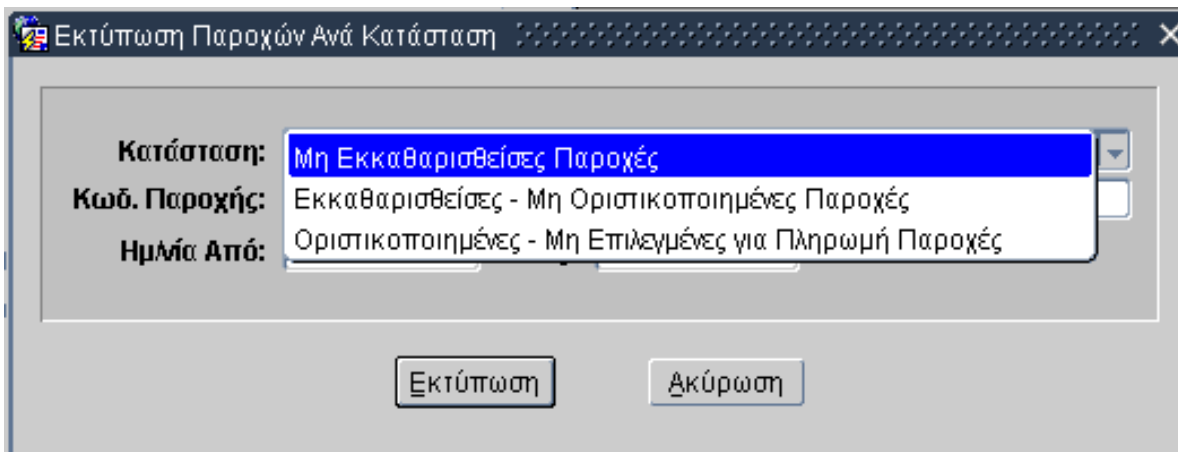 Εκτύπωση Παροχών Ανά Κατάσταση
Κατάσταση:
Μη Εκκαθαρισθείσες Παροχές
Κωδ. Παροχής:
Εκκαθαρισθείσες - Μη Οριστικοποιημένες Παροχές
Ημ/νία Από:
Οριστικοποιημένες - Μη Επιλεγμένες για Πληρωμή Παροχές
Εκτύπωση
Ακύρωση